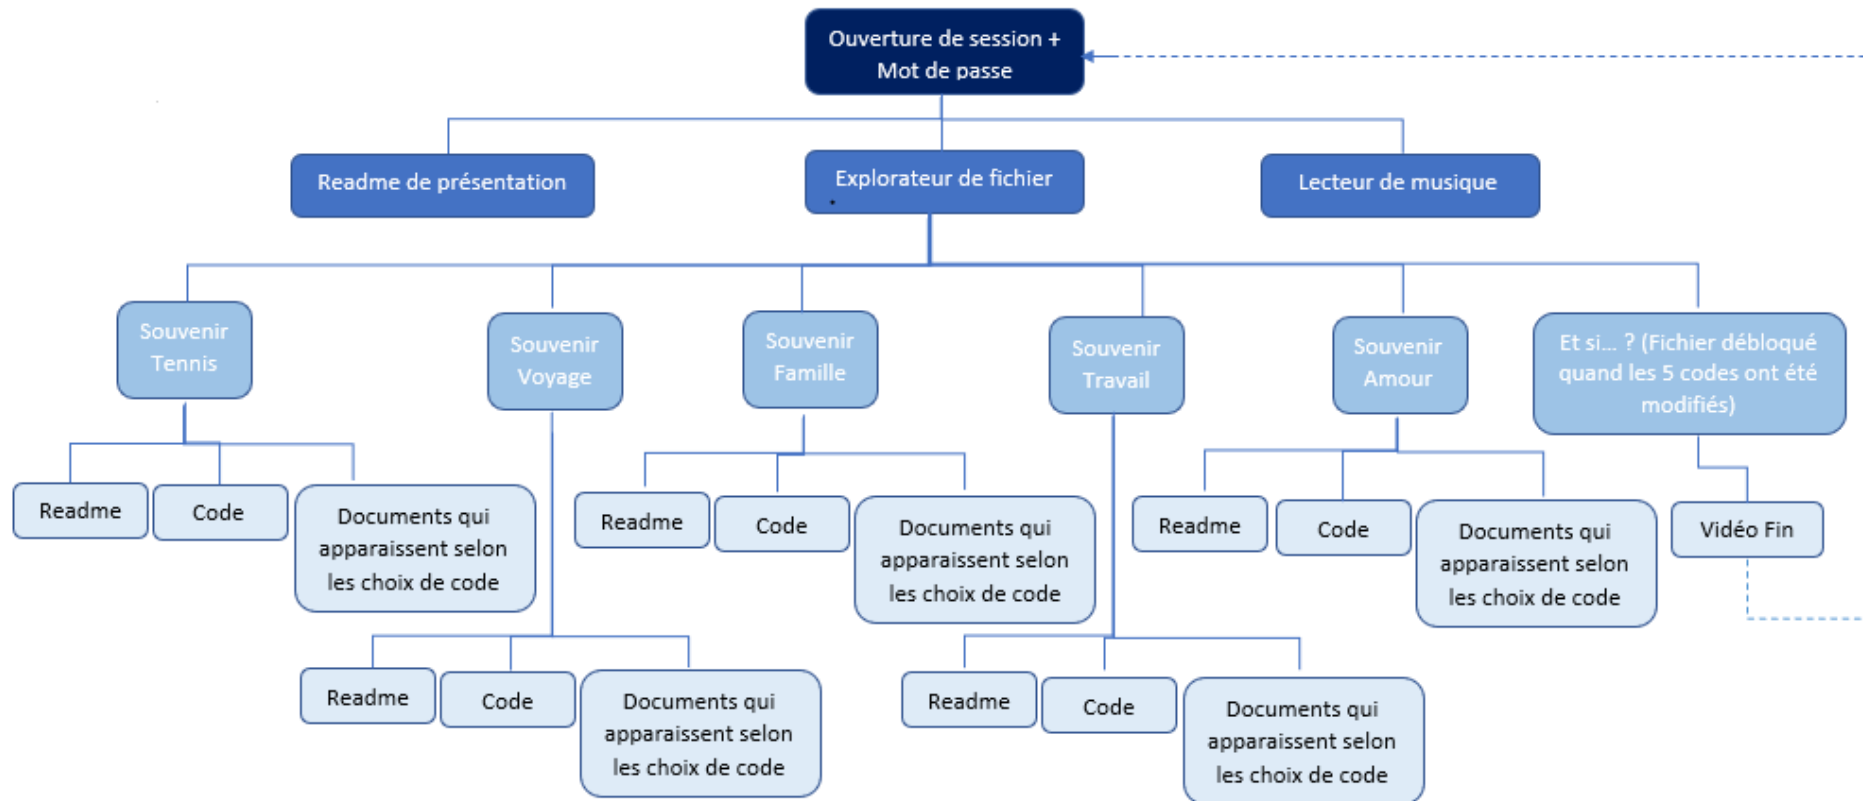 Ouverture de session +
Mot de passe
Readme de présentation
Explorateur de fichier
Lecteur de musique
Souvenir
Tennis
Souvenir
Voyage
Souvenir
Famille
Souvenir
Travail
Souvenir
Amour
Et si... ? (Fichier débloqué
quand les 5 codes ont été
modifiés)
Readme
Code
Documents qui
apparaissent selon
les choix de code
Readme
Code
Documents qui
apparaissent selon
les choix de code
Readme
Code
Documents qui
apparaissent selon
les choix de code
Vidéo Fin
Readme
Code
Documents qui
apparaissent selon
les choix de code
Readme
Code
Documents qui
apparaissent selon
les choix de code